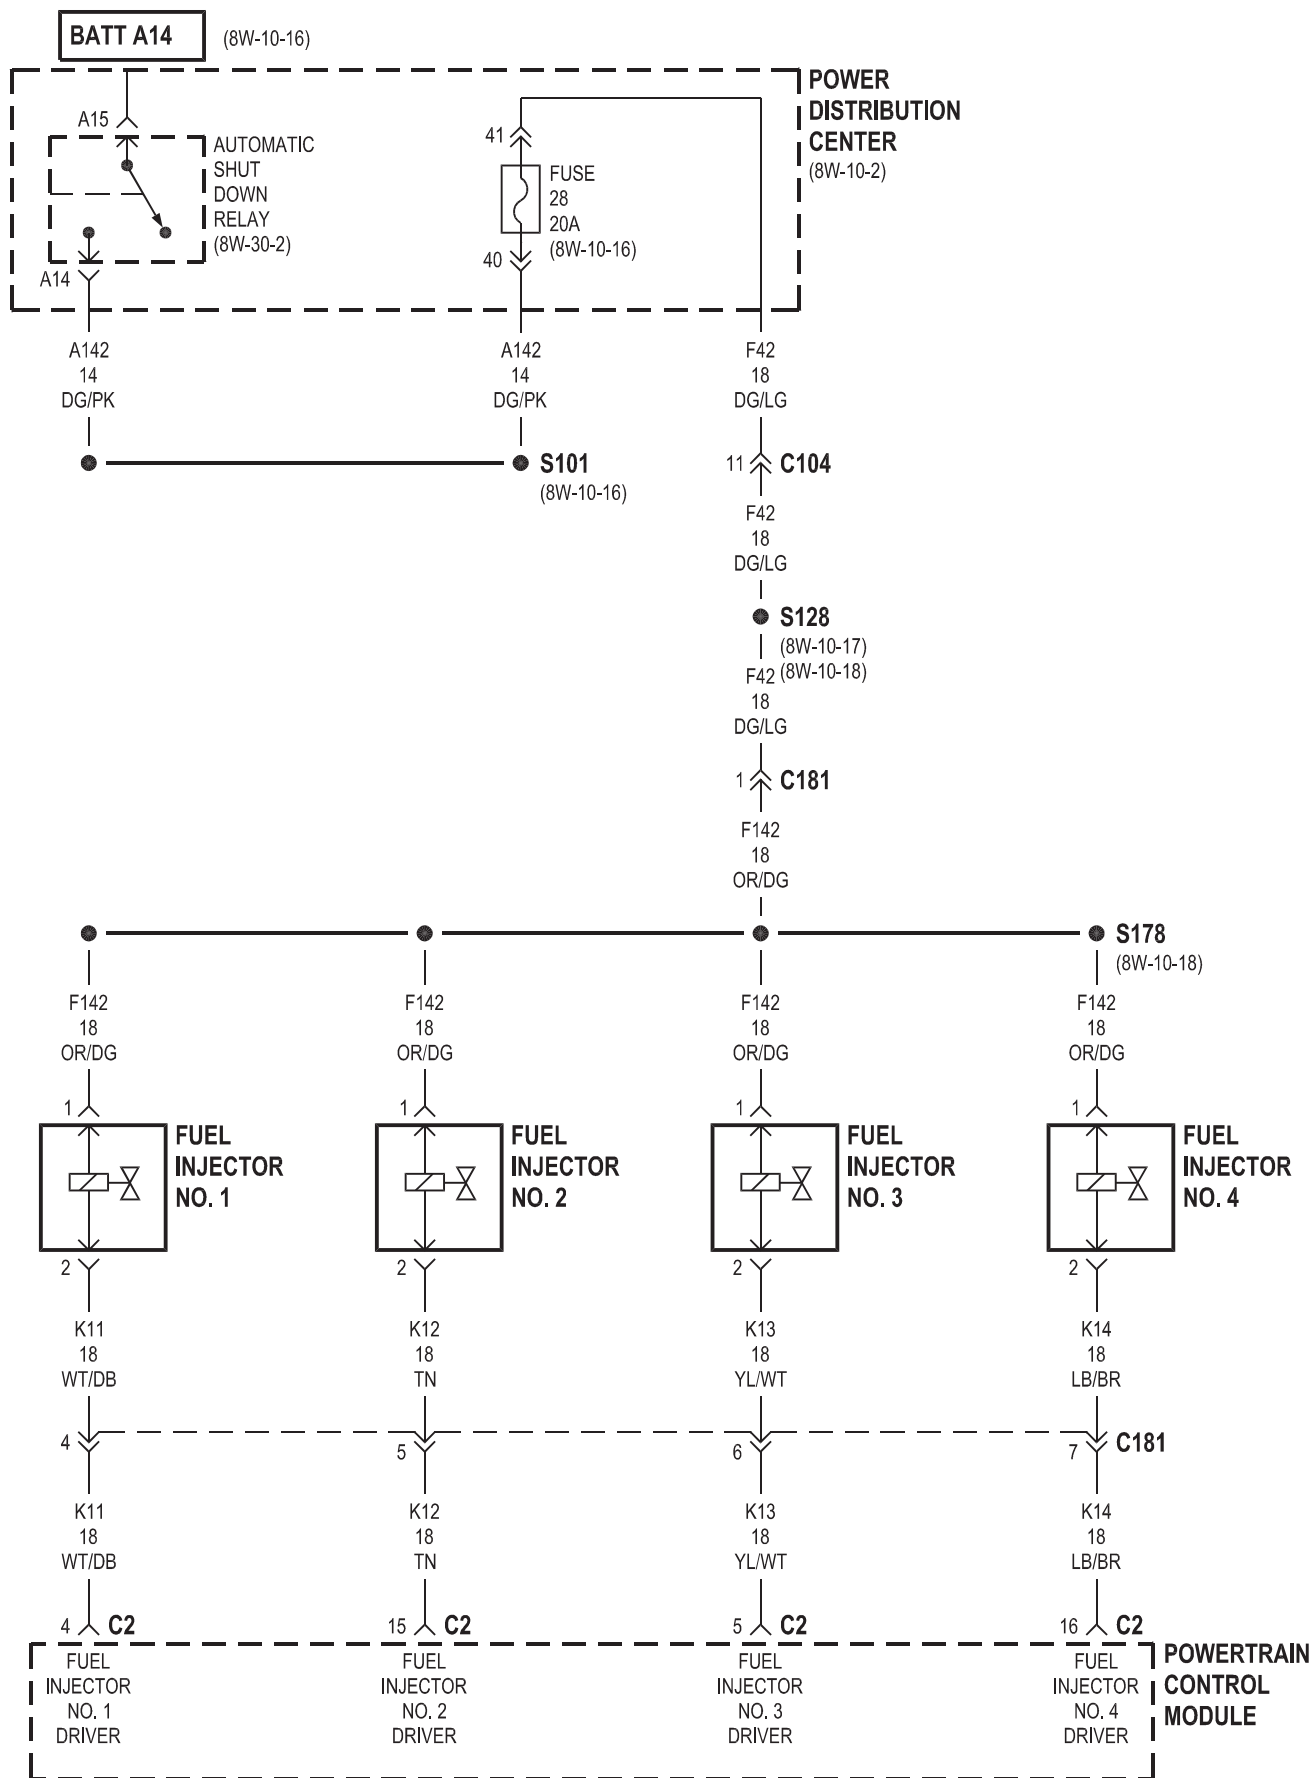 BATT A14
(8W-10-16)
POWER
DISTRIBUTION
CENTER
(8W-10-2)
A15
AUTOMATIC
SHUT
DOWN
RELAY
(8W-30-2)
A14
41
FUSE
28
20A
(8W-10-16)
40
A142
14
DG/PK
A142
14
DG/PK
F42
18
DG/LG
S101
(8W-10-16)
11
C104
F42
18
DG/LG
S128
(8W-10-17)
(8W-10-18)
F42
18
DG/LG
1
C181
F142
18
OR/DG
S178
(8W-10-18)
F142
18
OR/DG
F142
18
OR/DG
F142
18
OR/DG
F142
18
OR/DG
1
FUEL
INJECTOR
NO. 1
2
1
FUEL
INJECTOR
NO. 2
2
1
FUEL
INJECTOR
NO. 3
2
1
FUEL
INJECTOR
NO. 4
2
K11
18
WT/DB
K12
18
TN
K13
18
YL/WT
K14
18
LB/BR
4
5
6
7
C181
K11
18
WT/DB
K12
18
TN
K13
18
YL/WT
K14
18
LB/BR
4 C2
15 C2
5 C2
16 C2
FUEL
INJECTOR
NO. 1
DRIVER
FUEL
INJECTOR
NO. 2
DRIVER
FUEL
INJECTOR
NO. 3
DRIVER
FUEL
INJECTOR
NO. 4
DRIVER
POWERTRAIN
CONTROL
MODULE